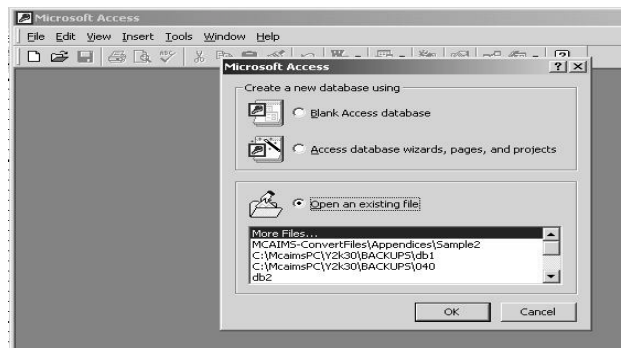 Microsoft Access
File Edit View Insert Tools Window Help
Microsoft Access
Create a new database using
Blank Access database
Access database wizards, pages, and projects
Open an existing file
More Files...
MCAIMS-ConvertFiles\Appendices\Sample2
C:\McaimsPC\Y2k30\BACKUPS\db1
C:\McaimsPC\Y2k30\BACKUPS\040
db2
OK Cancel